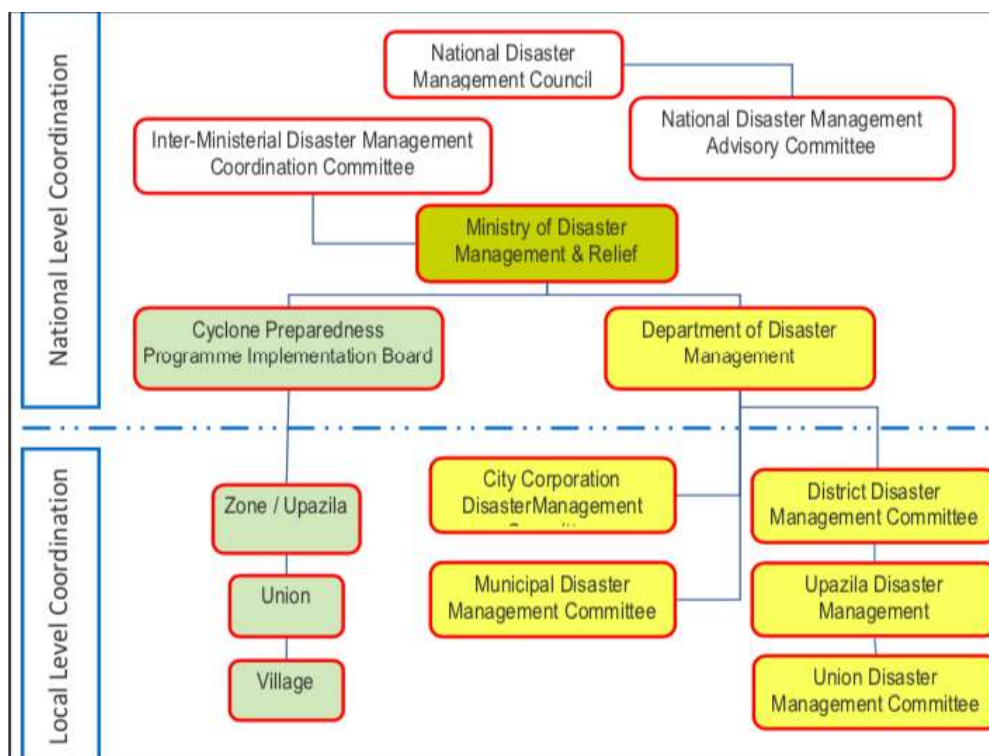 National Level Coordination
National Disaster
Management Council
National Disaster Management
Advisory Committee
Inter-Ministerial Disaster Management
Coordination Committee
Ministry of Disaster
Management & Relief
Cyclone Preparedness
Programme Implementation Board
Department of Disaster
Management
Local Level Coordination
Zone / Upazila
Union
Village
City Corporation
DisasterManagement
Municipal Disaster
Management Committee
District Disaster
Management Committee
Upazila Disaster
Management
Union Disaster
Management Committee